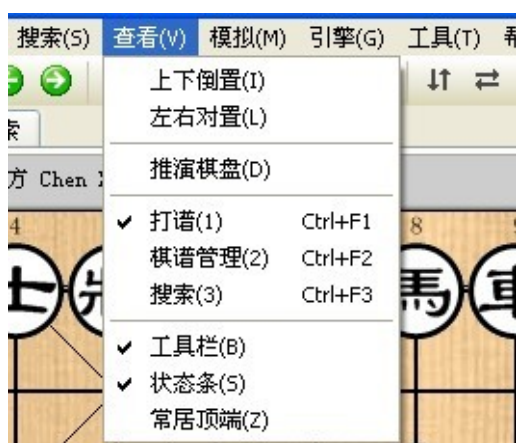 搜索(S) 查看(V) 模拟(M) 引擎(G) 工具(T)
上下倒置(I)
左右对置(L)
推演棋盘(D)
方 Chen
打谱(1) Ctrl+F1
棋谱管理(2) Ctrl+F2
搜索(3) Ctrl+F3
4 8
士 馬 車
工具栏(B)
状态条(S)
常居顶端(Z)